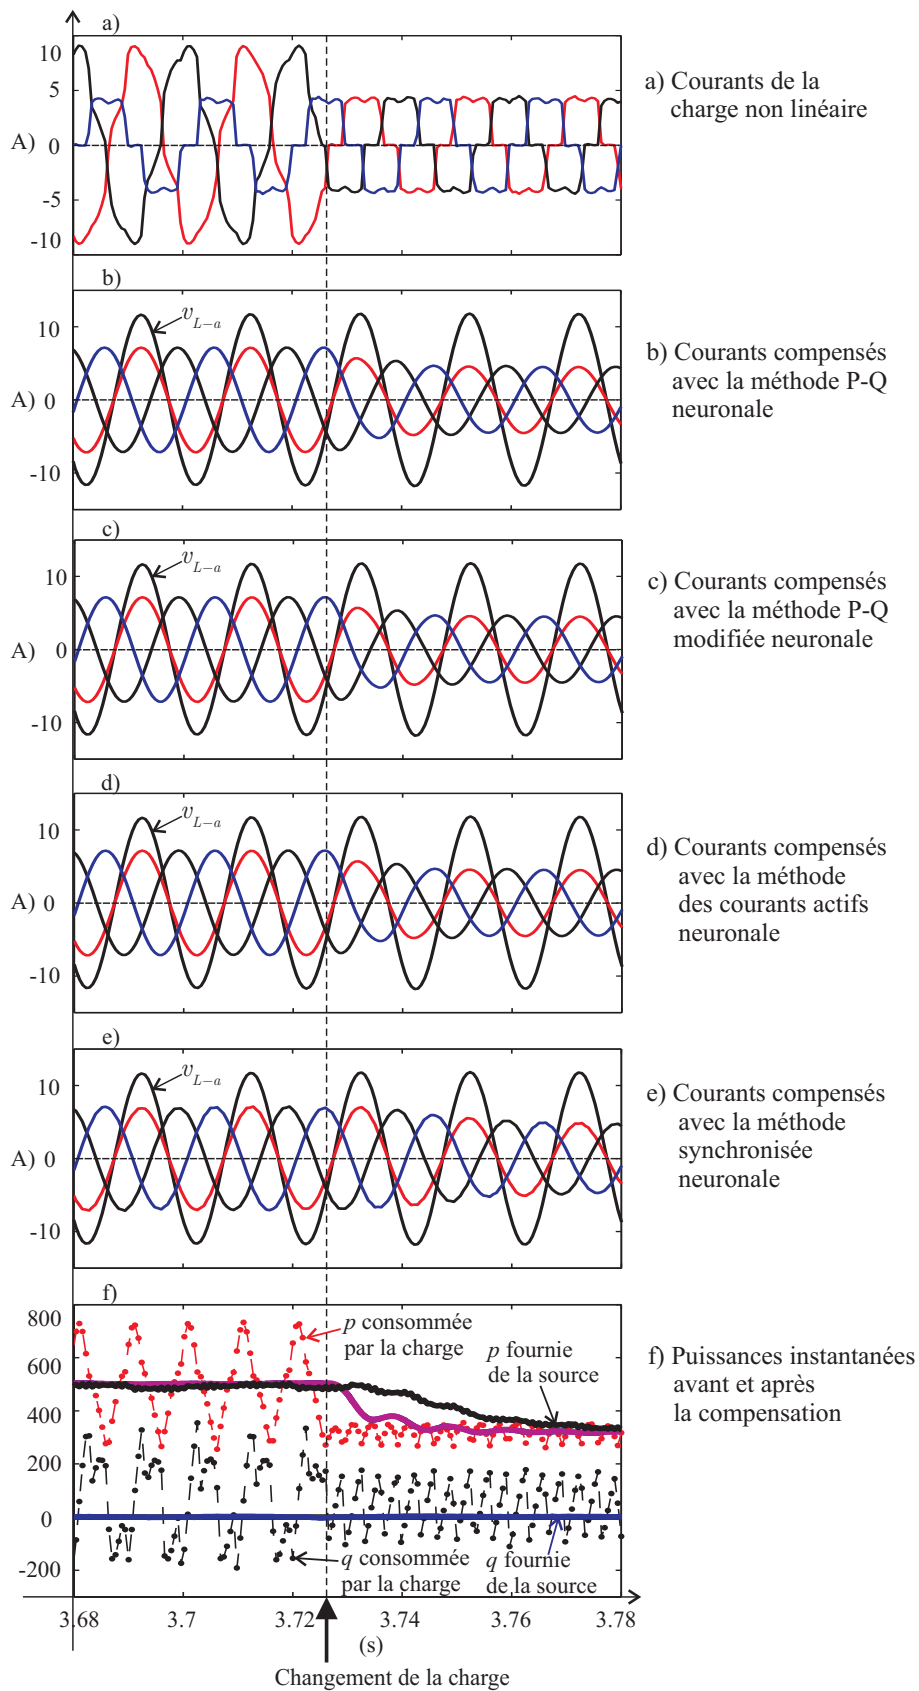 a)
10
5
A) 0
-5
-10
a) Courants de la
charge non linéaire
b)
v L-a
10
A) 0
-10
b) Courants compensés
avec la méthode P-Q
neuronale
c)
v L-a
10
A) 0
-10
c) Courants compensés
avec la méthode P-Q
modifiée neuronale
d)
v L-a
10
A) 0
-10
d) Courants compensés
avec la méthode
des courants actifs
neuronale
e)
v L-a
10
A) 0
-10
e) Courants compensés
avec la méthode
synchronisée
neuronale
f)
800
600
400
200
0
-200
p consommée
par la charge
p fournie
de la source
q consommée
par la charge
q fournie
de la source
f) Puissances instantanées
avant et après
la compensation
3.68 3.7 3.72 3.74 3.76 3.78
(s)
Changement de la charge